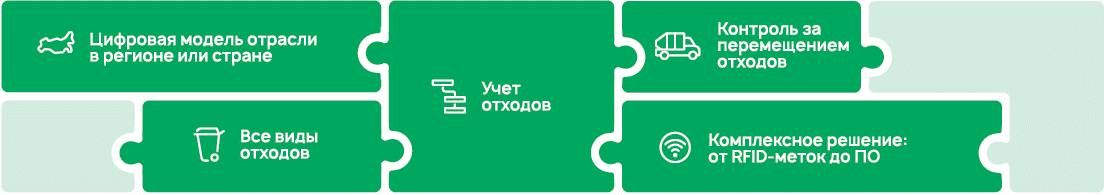 Цифровая модель отрасли
в регионе или стране
Все виды
отходов
Учет
отходов
Контроль за
перемещением
отходов
Комплексное решение:
от RFID-меток до ПО